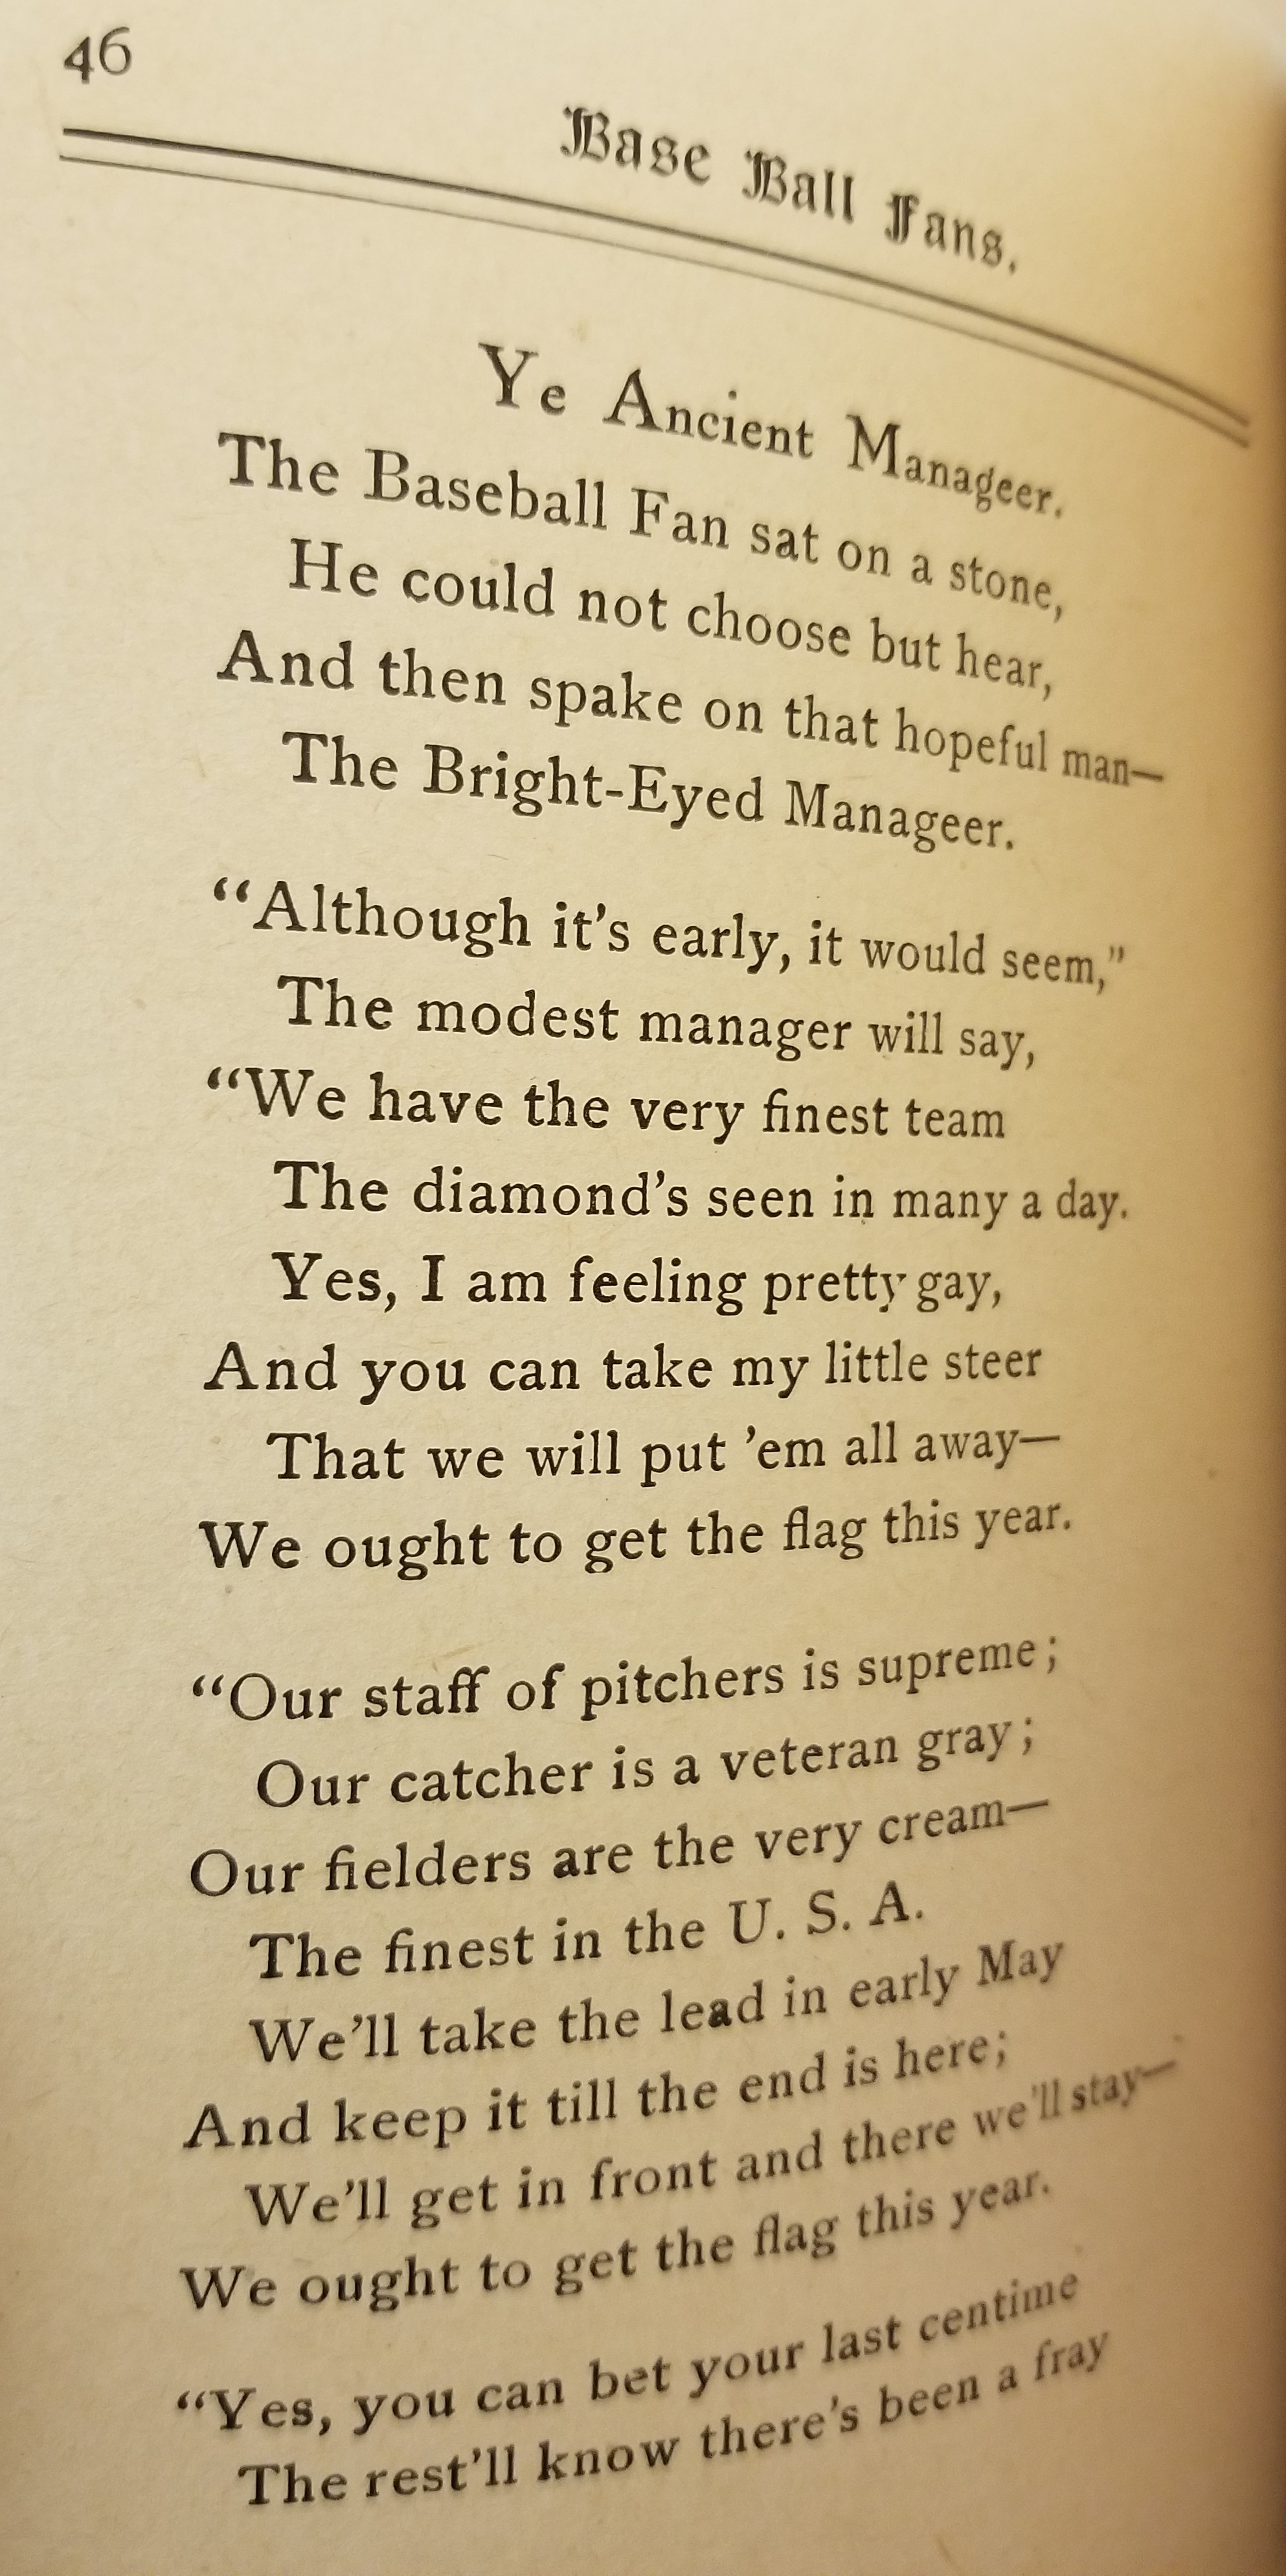 46
Base Ball Fans.
Ye Ancient Manageer.
The Baseball Fan sat on a stone,
He could not choose but hear,
And then spake on that hopeful man—
The Bright-Eyed Manageer.
“Although it’s early, it would seem,”
The modest manager will say,
“We have the very finest team
The diamond’s seen in many a day.
Yes, I am feeling pretty gay,
And you can take my little steer
That we will put ’em all away—
We ought to get the flag this year.
“Our staff of pitchers is supreme;
Our catcher is a veteran gray;
Our fielders are the very cream—
The finest in the U. S. A.
We’ll take the lead in early May
And keep it till the end is here;
We’ll get in front and there we’ll stay—
We ought to get the flag this year.
“Yes, you can bet your last centime
The rest’ll know there’s been a fray